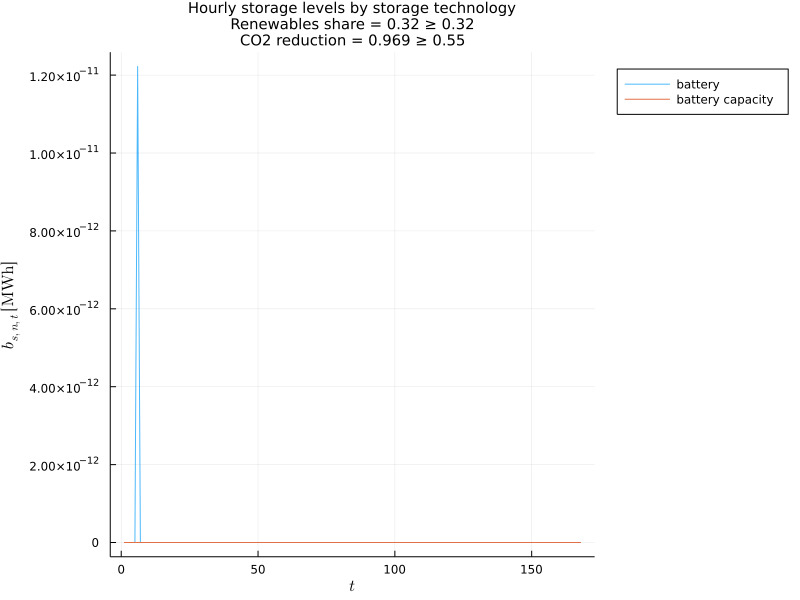 Hourly storage levels by storage technology
Renewables share = 0.32 ≥ 0.32
CO2 reduction = 0.969 ≥ 0.55
1.20×10⁻¹¹
1.00×10⁻¹¹
8.00×10⁻¹²
6.00×10⁻¹²
4.00×10⁻¹²
2.00×10⁻¹²
0
b_{s,n,t} [MWh]
0 50 100 150
t
battery
battery capacity